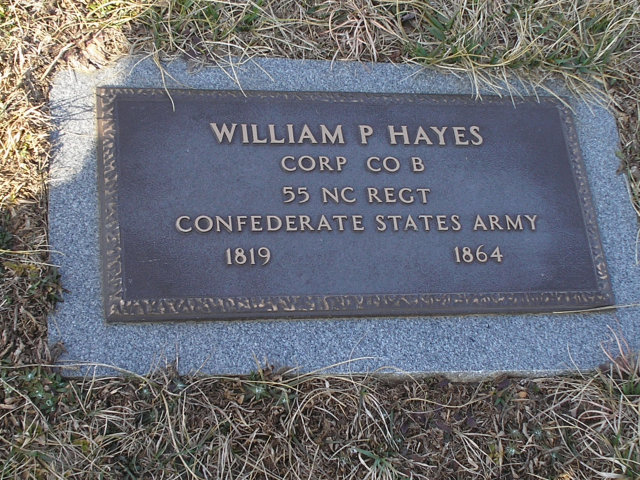 WILLIAM P HAYES
CORP CO B
55 NC REGT
CONFEDERATE STATES ARMY
1819 1864